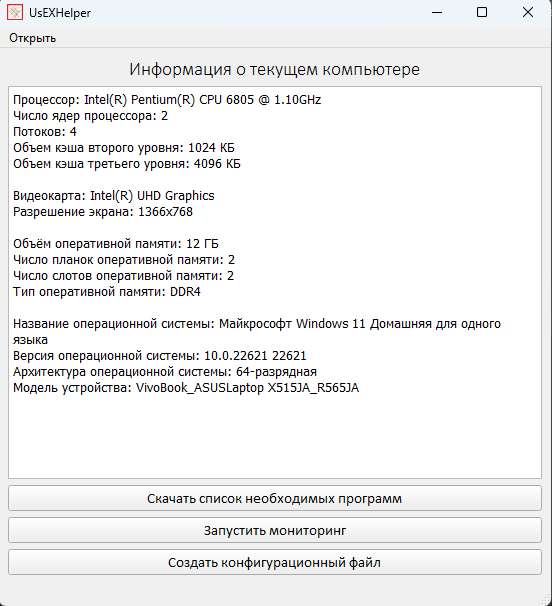 UsEXHelper
Открыть
Информация о текущем компьютере
Процессор: Intel(R) Pentium(R) CPU 6805 @ 1.10GHz
Число ядер процессора: 2
Потоков: 4
Объем кэша второго уровня: 1024 КБ
Объем кэша третьего уровня: 4096 КБ
Видеокарта: Intel(R) UHD Graphics
Разрешение экрана: 1366x768
Объём оперативной памяти: 12 ГБ
Число планок оперативной памяти: 2
Число слотов оперативной памяти: 2
Тип оперативной памяти: DDR4
Название операционной системы: Майкрософт Windows 11 Домашняя для одного
языка
Версия операционной системы: 10.0.22621 22621
Архитектура операционной системы: 64-разрядная
Модель устройства: VivoBook_ASUSLaptop X515JA_R565JA
Скачать список необходимых программ
Запустить мониторинг
Создать конфигурационный файл